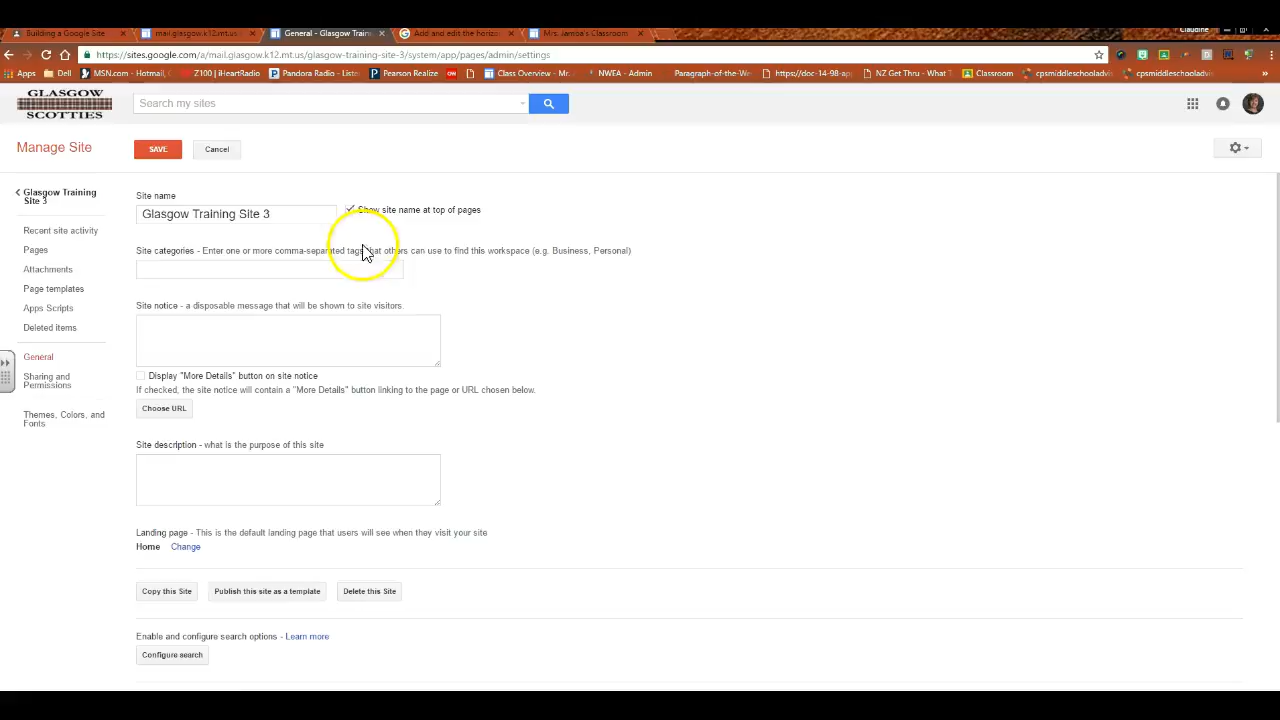 Building a Google Site
mail.glasgow.k12.mt.us
General - Glasgow Traini
Add and edit the horizo
Mrs. Jamba's Classroom
Claudine
https://sites.google.com/a/mail.glasgow.k12.mt.us/glasgow-training-site-3/system/app/pages/admin/settings
Apps
Dell
MSN.com - Hotmail,
Z100 | iHeartRadio
Pandora Radio - Liste
Pearson Realize
Class Overview - Mr.
NWEA - Admin
Paragraph-of-the-We
https://doc-14-98-ap
NZ Get Thru - What T
Classroom
cpsmiddleschooladvi
cpsmiddleschooladvi
GLASGOW
SCOTTIES
Search my sites
Manage Site
SAVE
Cancel
Glasgow Training
Site 3
Recent site activity
Pages
Attachments
Page templates
Apps Scripts
Deleted items
General
Sharing and
Permissions
Themes, Colors, and
Fonts
Site name
Glasgow Training Site 3
Show site name at top of pages
Site categories - Enter one or more comma-separated tags that others can use to find this workspace (e.g. Business, Personal)
Site notice - a disposable message that will be shown to site visitors.
Display "More Details" button on site notice
If checked, the site notice will contain a "More Details" button linking to the page or URL chosen below.
Choose URL
Site description - what is the purpose of this site
Landing page - This is the default landing page that users will see when they visit your site
Home Change
Copy this Site
Publish this site as a template
Delete this Site
Enable and configure search options - Learn more
Configure search